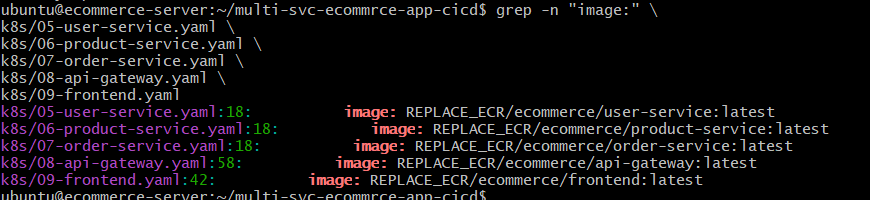 ubuntu@ecommerce-server:~/multi-svc-ecommrce-app-cicd$ grep -n "image:" \
k8s/05-user-service.yaml \
k8s/06-product-service.yaml \
k8s/07-order-service.yaml \
k8s/08-api-gateway.yaml \
k8s/09-frontend.yaml
k8s/05-user-service.yaml:18:          image: REPLACE_ECR/ecommerce/user-service:latest
k8s/06-product-service.yaml:18:          image: REPLACE_ECR/ecommerce/product-service:latest
k8s/07-order-service.yaml:18:          image: REPLACE_ECR/ecommerce/order-service:latest
k8s/08-api-gateway.yaml:58:          image: REPLACE_ECR/ecommerce/api-gateway:latest
k8s/09-frontend.yaml:42:          image: REPLACE_ECR/ecommerce/frontend:latest
ubuntu@ecommerce-server:~/multi-svc-ecommrce-app-cicd$